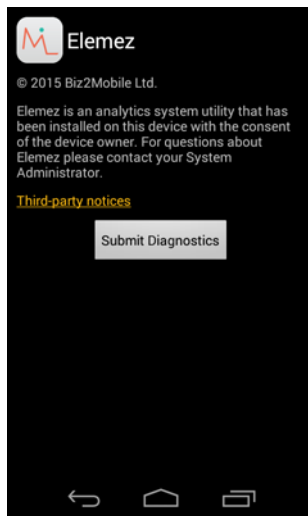 Elemez
© 2015 Biz2Mobile Ltd.
Elemez is an analytics system utility that has
been installed on this device with the consent
of the device owner. For questions about
Elemez please contact your System
Administrator.
Third-party notices
Submit Diagnostics